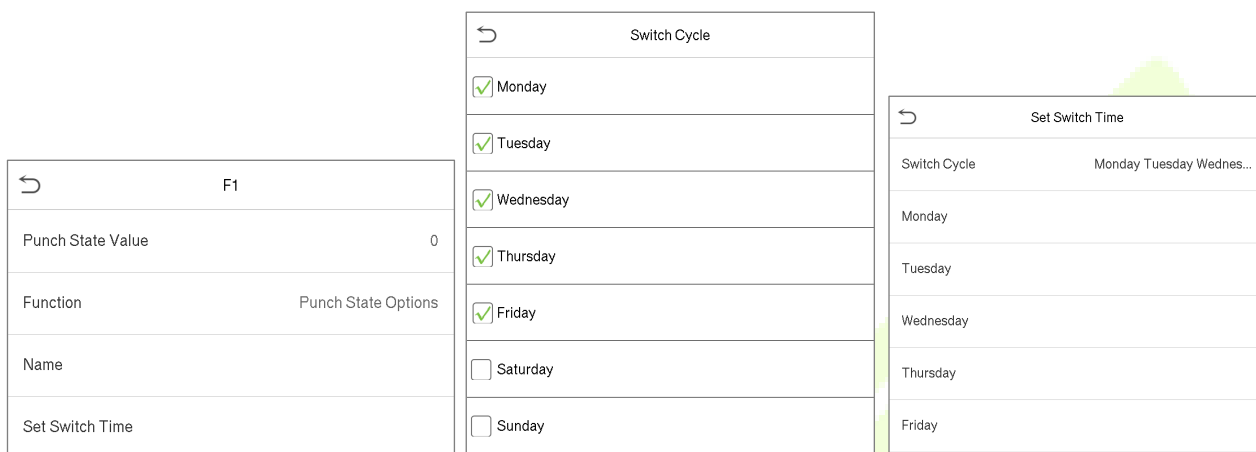 F1
Punch State Value 0
Function Punch State Options
Name
Set Switch Time
Switch Cycle
Monday
Tuesday
Wednesday
Thursday
Friday
Saturday
Sunday
Set Switch Time
Switch Cycle Monday Tuesday Wednes...
Monday
Tuesday
Wednesday
Thursday
Friday